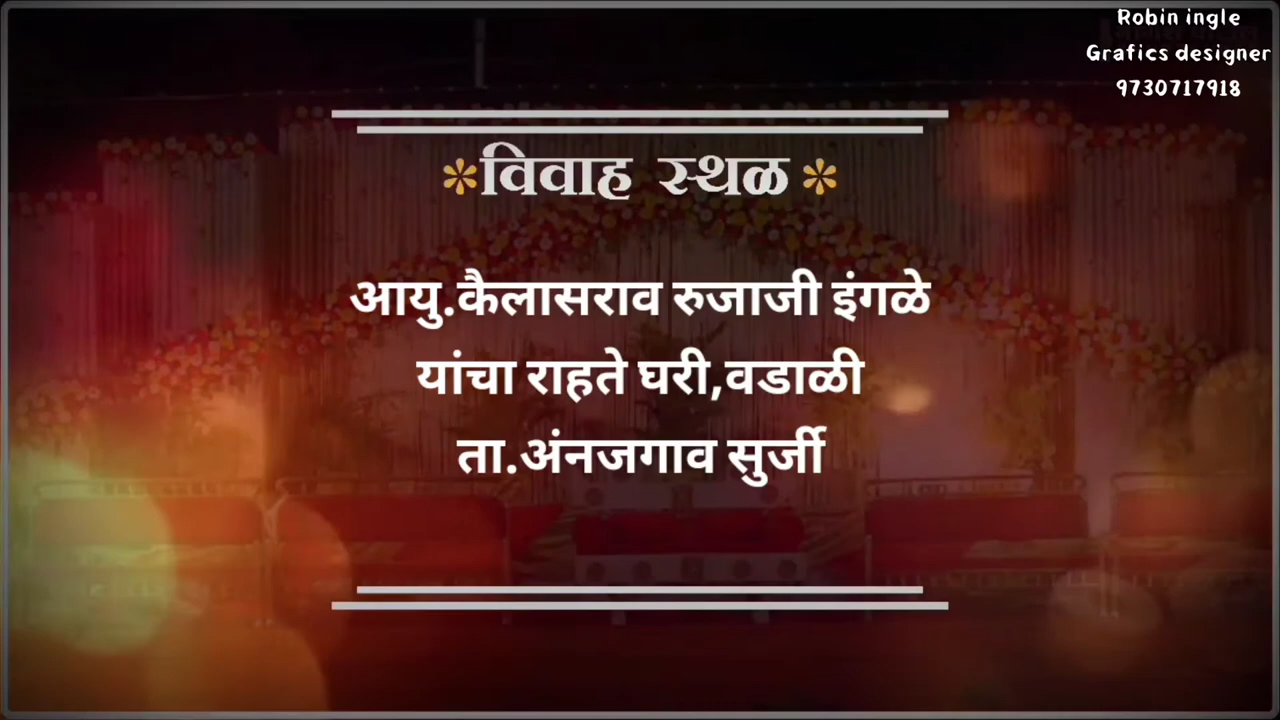 Robin ingle
Grafics designer
9730717918
विवाह स्थळ
आयु.कैलासराव रुजाजी इंगळे
यांचा राहते घरी,वडाळी
ता.अंनजगाव सुर्जी